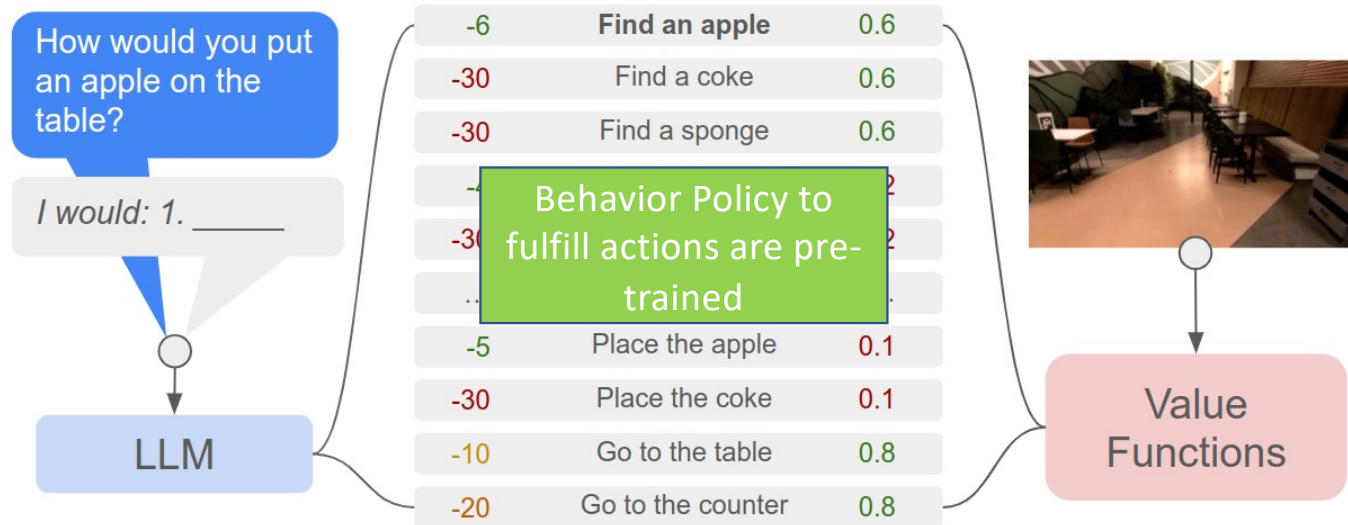 How would you put
an apple on the
table?
I would: 1. ______
LLM
-6 Find an apple 0.6
-30 Find a coke 0.6
-30 Find a sponge 0.6
Behavior Policy to
fulfill actions are pre-
trained
-5 Place the apple 0.1
-30 Place the coke 0.1
-10 Go to the table 0.8
-20 Go to the counter 0.8
Value
Functions